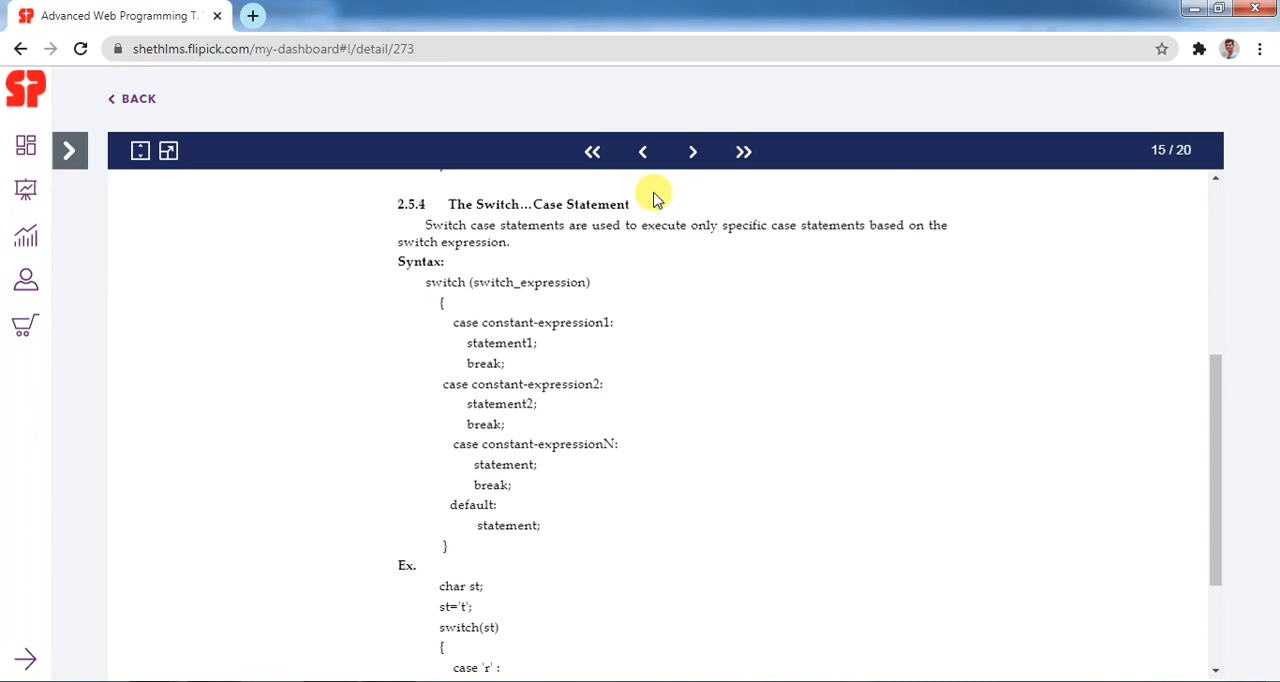 Advanced Web Programming T.
shethlms.flipick.com/my-dashboard#!/detail/273
SP
BACK
15 / 20
2.5.4 The Switch...Case Statement
Switch case statements are used to execute only specific case statements based on the
switch expression.
Syntax:
switch (switch_expression)
{
case constant-expression1:
statement1;
break;
case constant-expression2:
statement2;
break;
case constant-expressionN:
statement;
break;
default:
statement;
}
Ex.
char st;
st='t';
switch(st)
{
case 'r' :